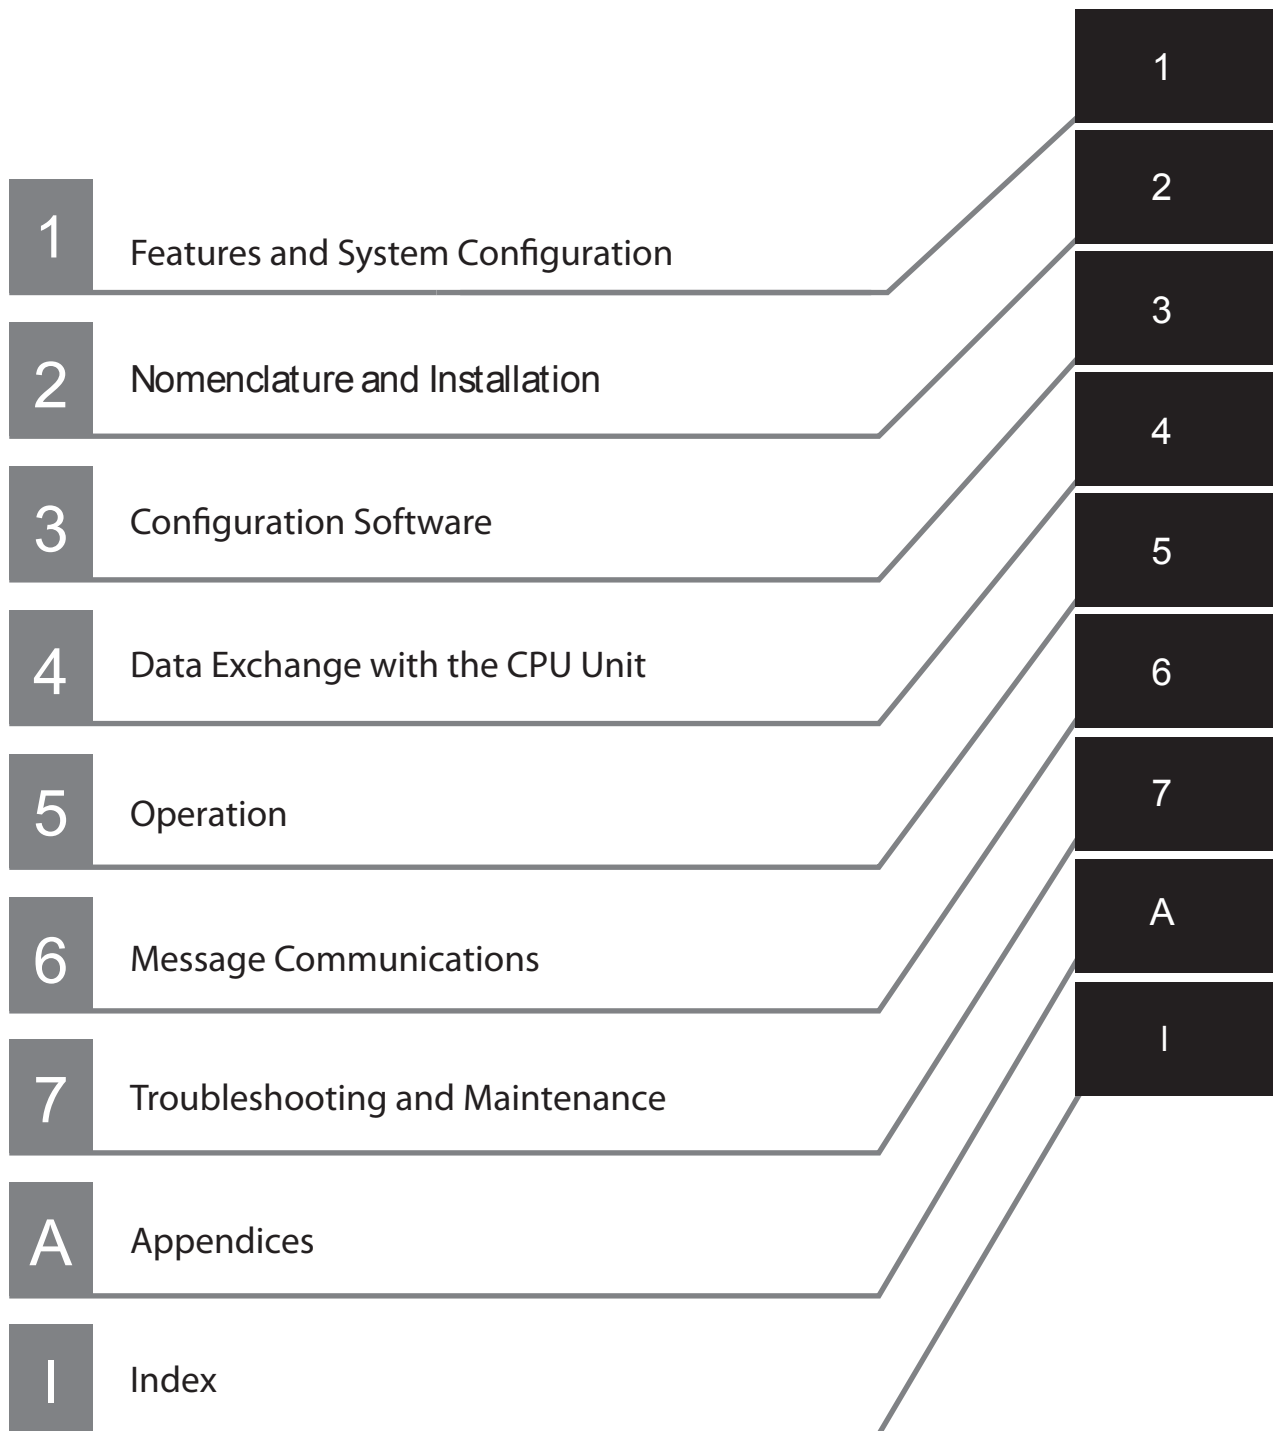 1 Features and System Configuration
2 Nomenclature and Installation
3 Configuration Software
4 Data Exchange with the CPU Unit
5 Operation
6 Message Communications
7 Troubleshooting and Maintenance
A Appendices
I Index
1
2
3
4
5
6
7
A
I